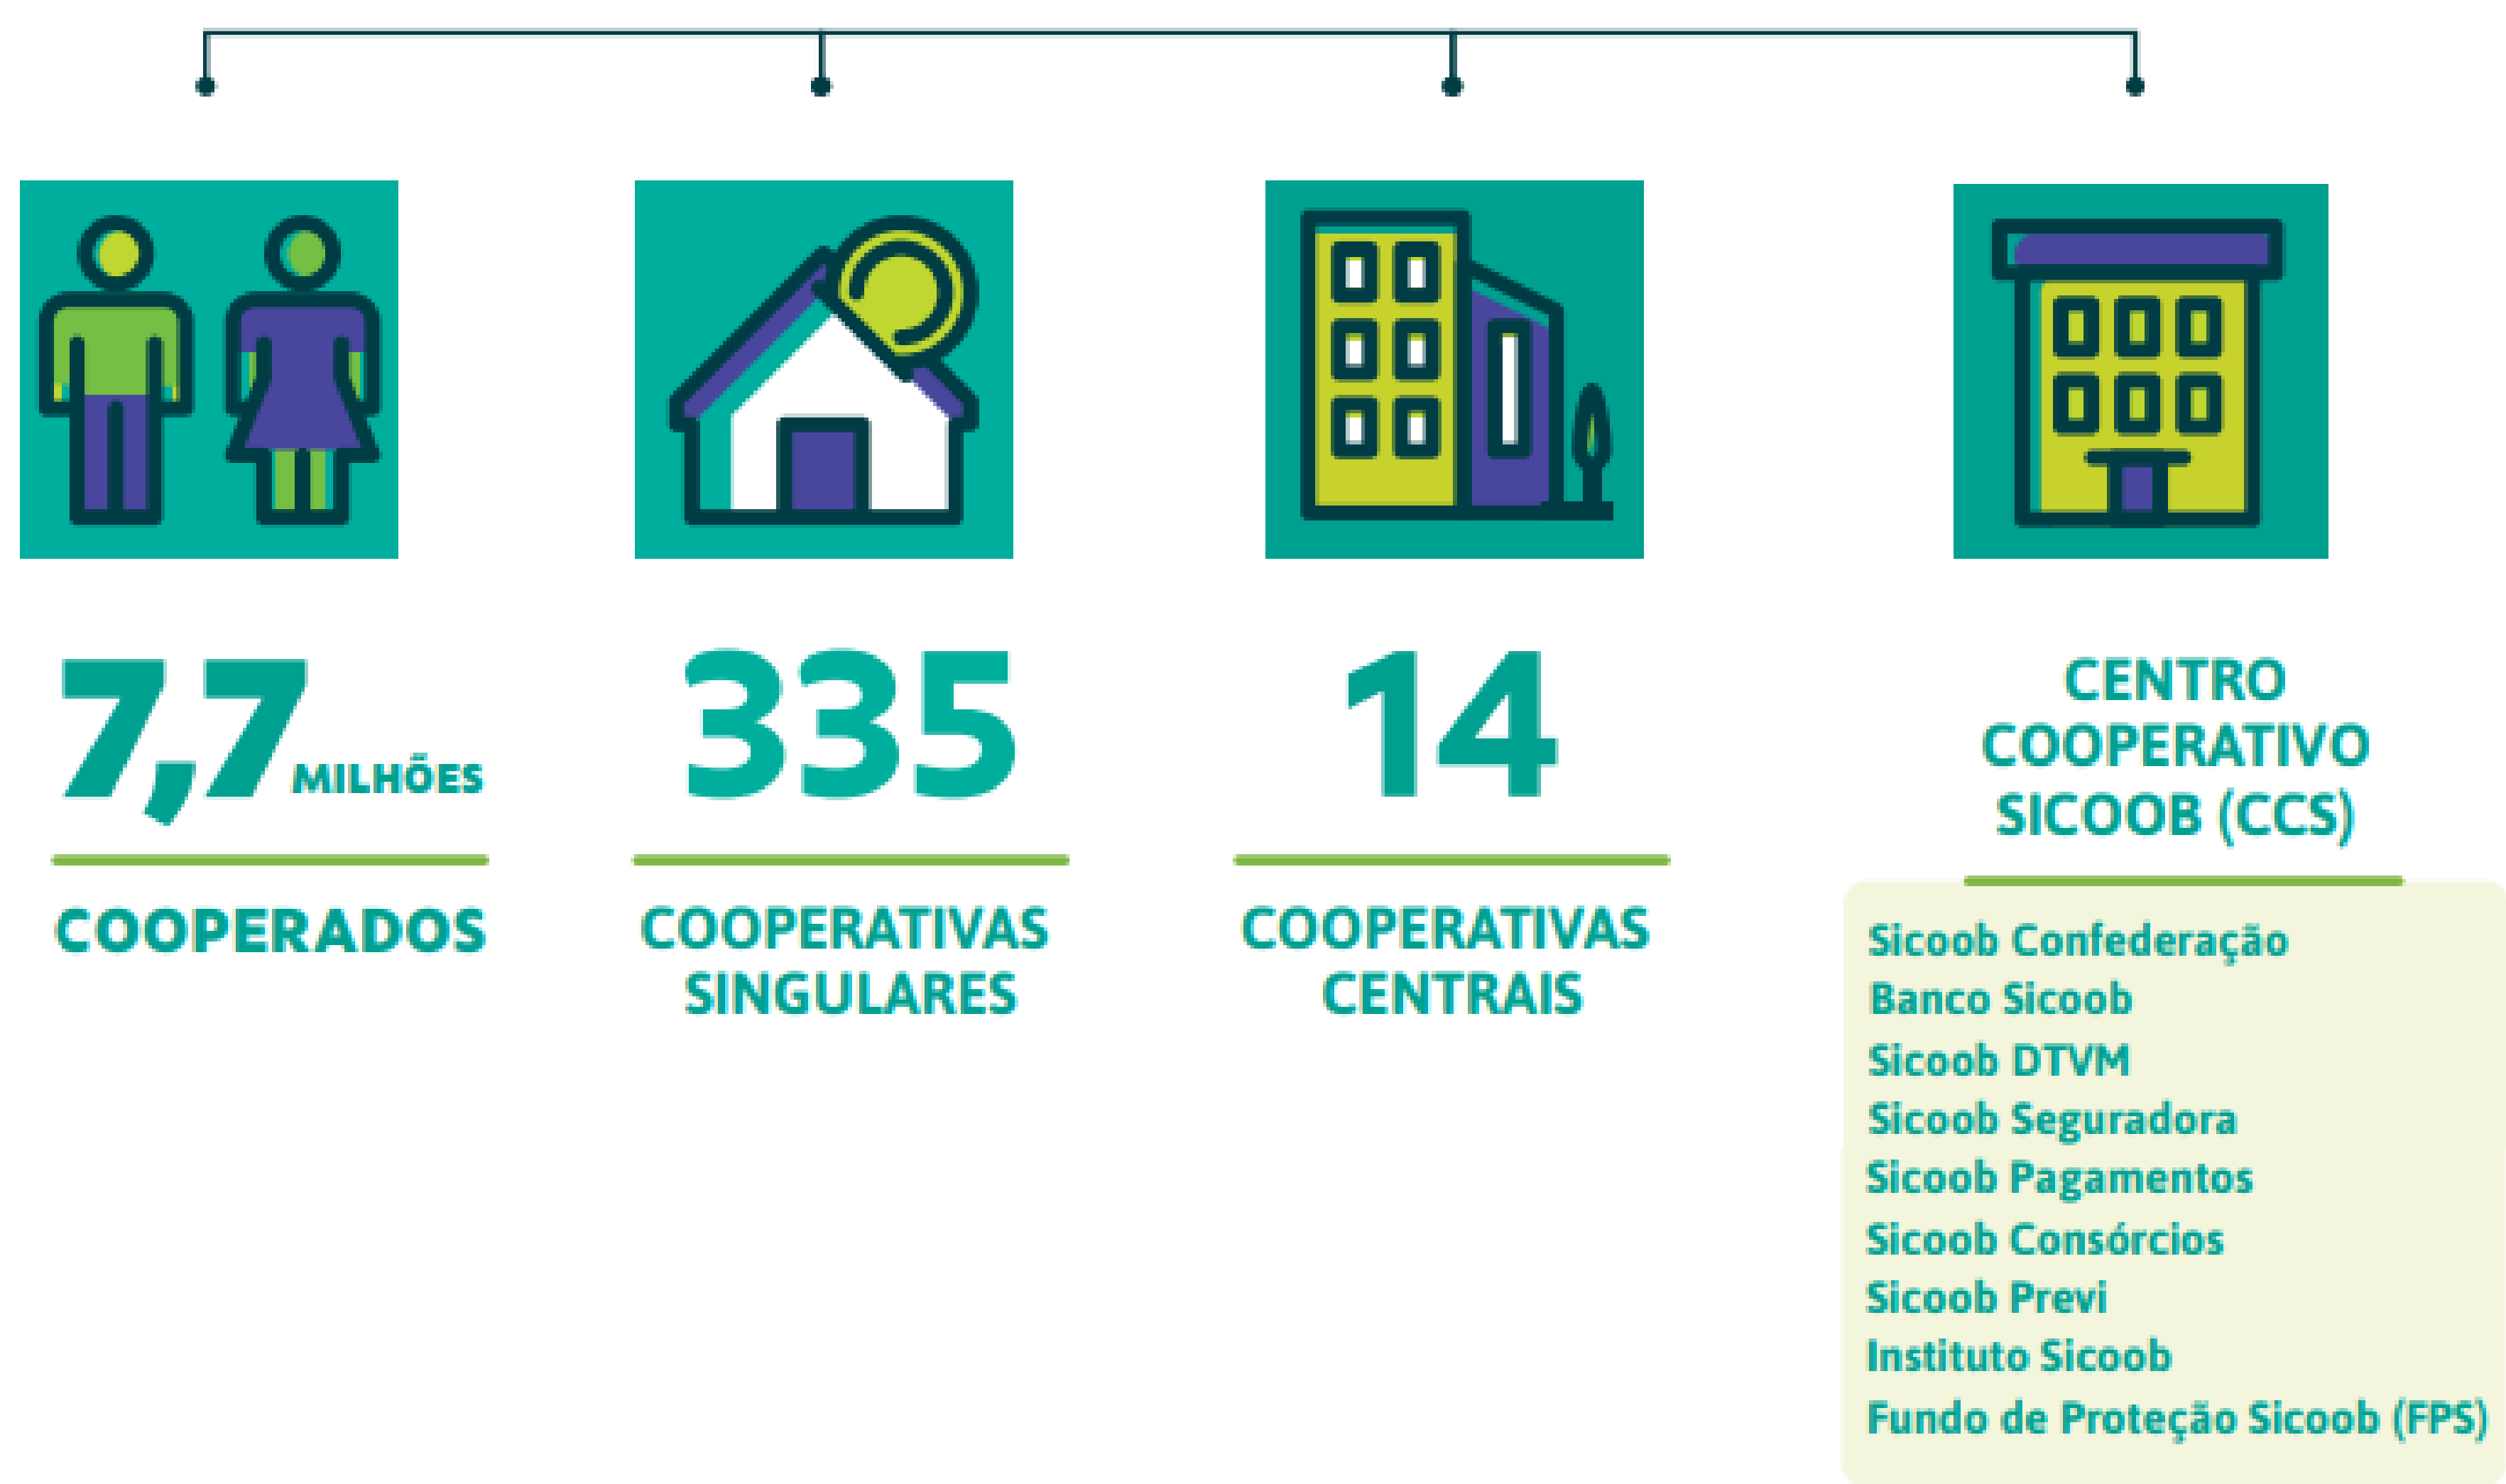 7,7 MILHÕES
COOPERADOS
335
COOPERATIVAS
SINGULARES
14
COOPERATIVAS
CENTRAIS
CENTRO
COOPERATIVO
SICOOB (CCS)
Sicoob Confederação
Banco Sicoob
Sicoob DTVM
Sicoob Seguradora
Sicoob Pagamentos
Sicoob Consórcios
Sicoob Previ
Instituto Sicoob
Fundo de Proteção Sicoob (FPS)